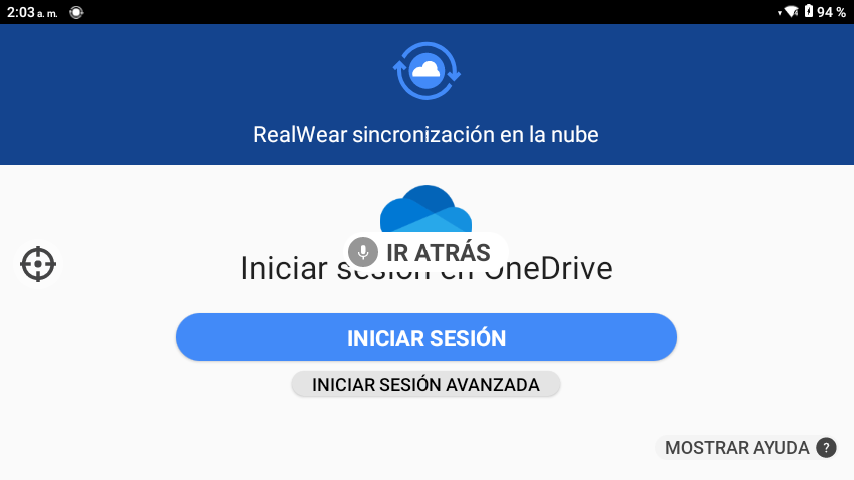 2:03 a. m.
94 %
RealWear sincronización en la nube
IR ATRÁS
Iniciar sesión en OneDrive
INICIAR SESIÓN
INICIAR SESIÓN AVANZADA
MOSTRAR AYUDA ?